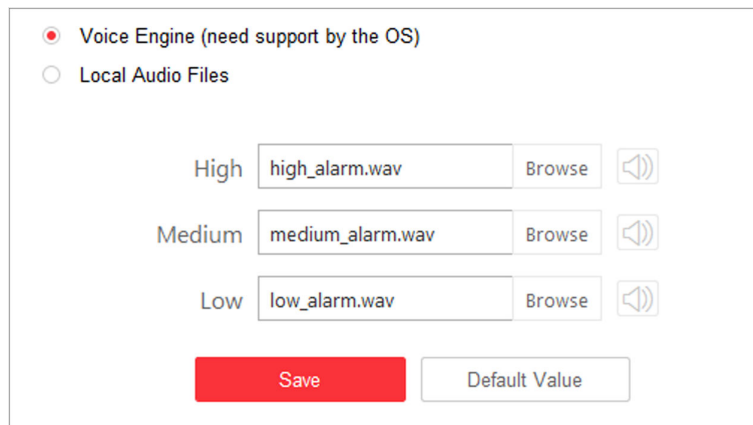 Voice Engine (need support by the OS)
Local Audio Files
High high_alarm.wav Browse
Medium medium_alarm.wav Browse
Low low_alarm.wav Browse
Save Default Value